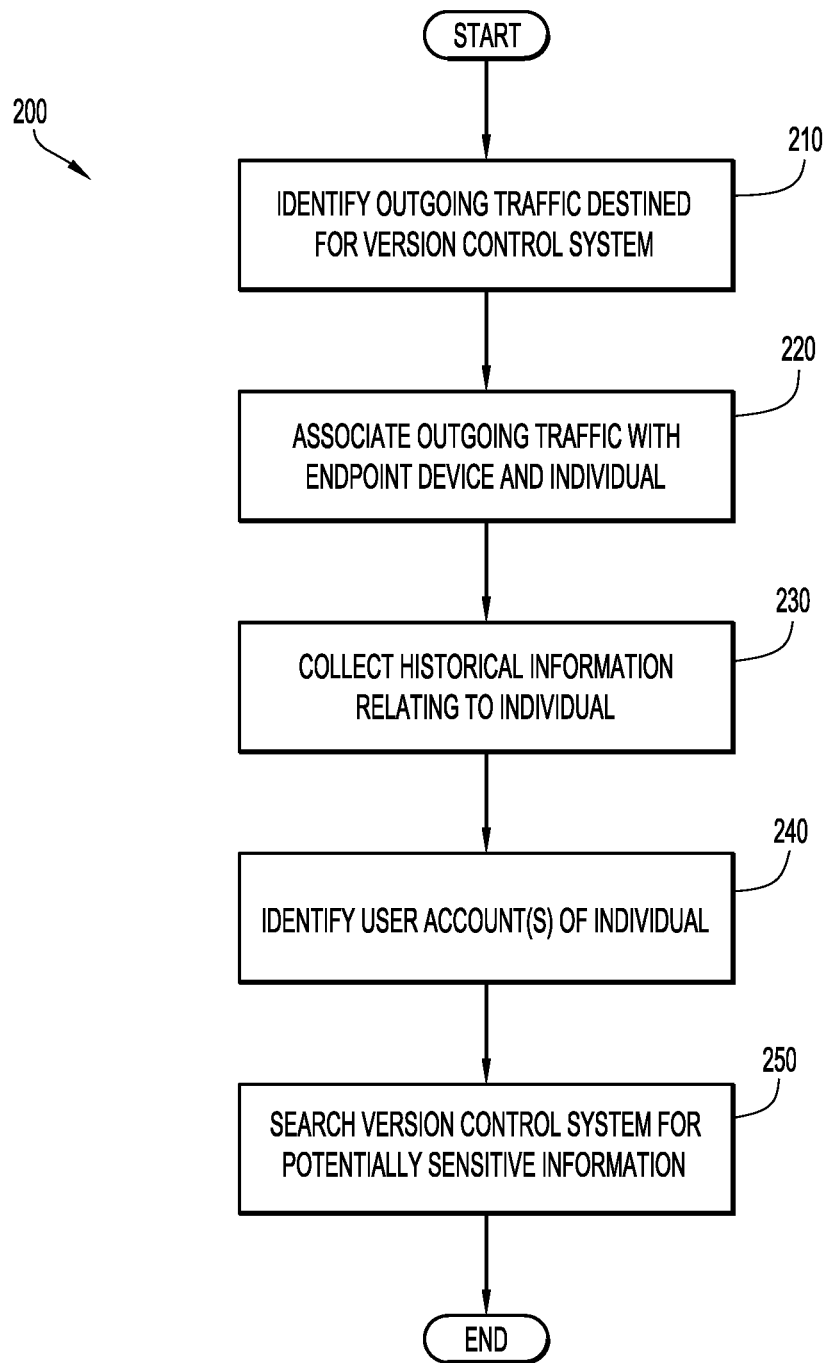 START
200
210
IDENTIFY OUTGOING TRAFFIC DESTINED
FOR VERSION CONTROL SYSTEM
220
ASSOCIATE OUTGOING TRAFFIC WITH
ENDPOINT DEVICE AND INDIVIDUAL
230
COLLECT HISTORICAL INFORMATION
RELATING TO INDIVIDUAL
240
IDENTIFY USER ACCOUNT(S) OF INDIVIDUAL
250
SEARCH VERSION CONTROL SYSTEM FOR
POTENTIALLY SENSITIVE INFORMATION
END